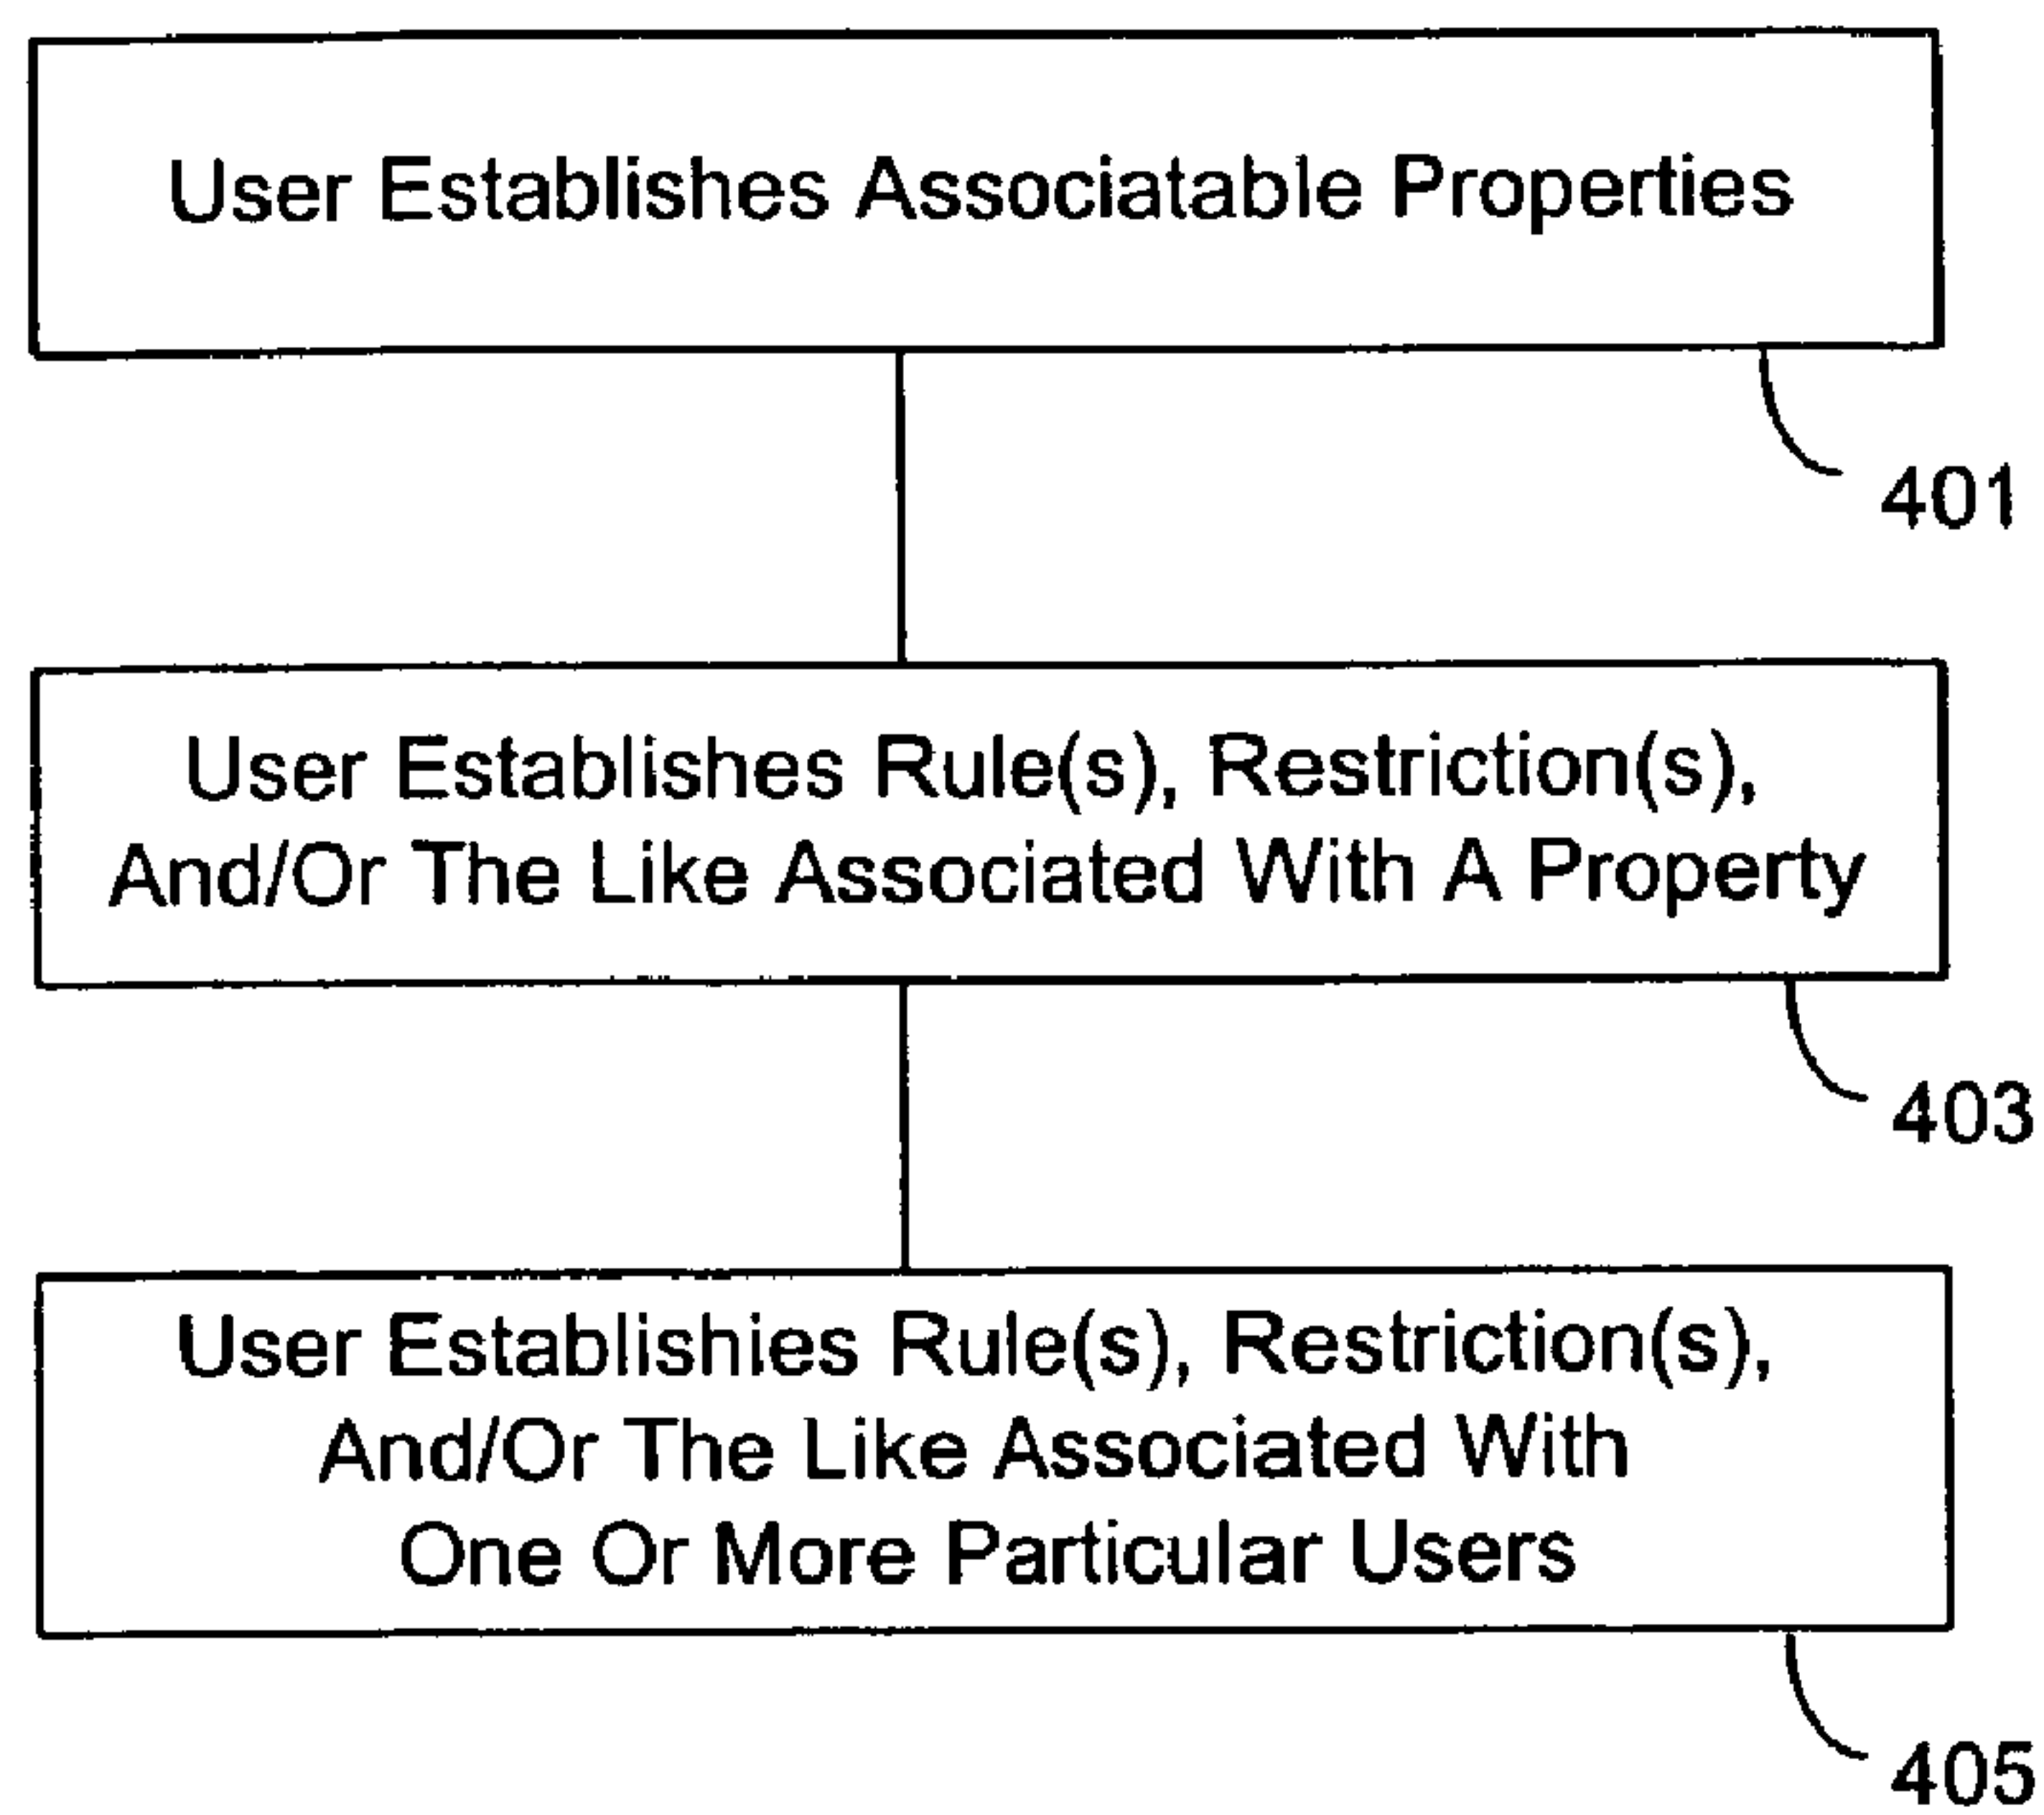 User Establishes Associatable Properties
401
User Establishes Rule(s), Restriction(s),
And/Or The Like Associated With A Property
403
User Establishies Rule(s), Restriction(s),
And/Or The Like Associated With
One Or More Particular Users
405